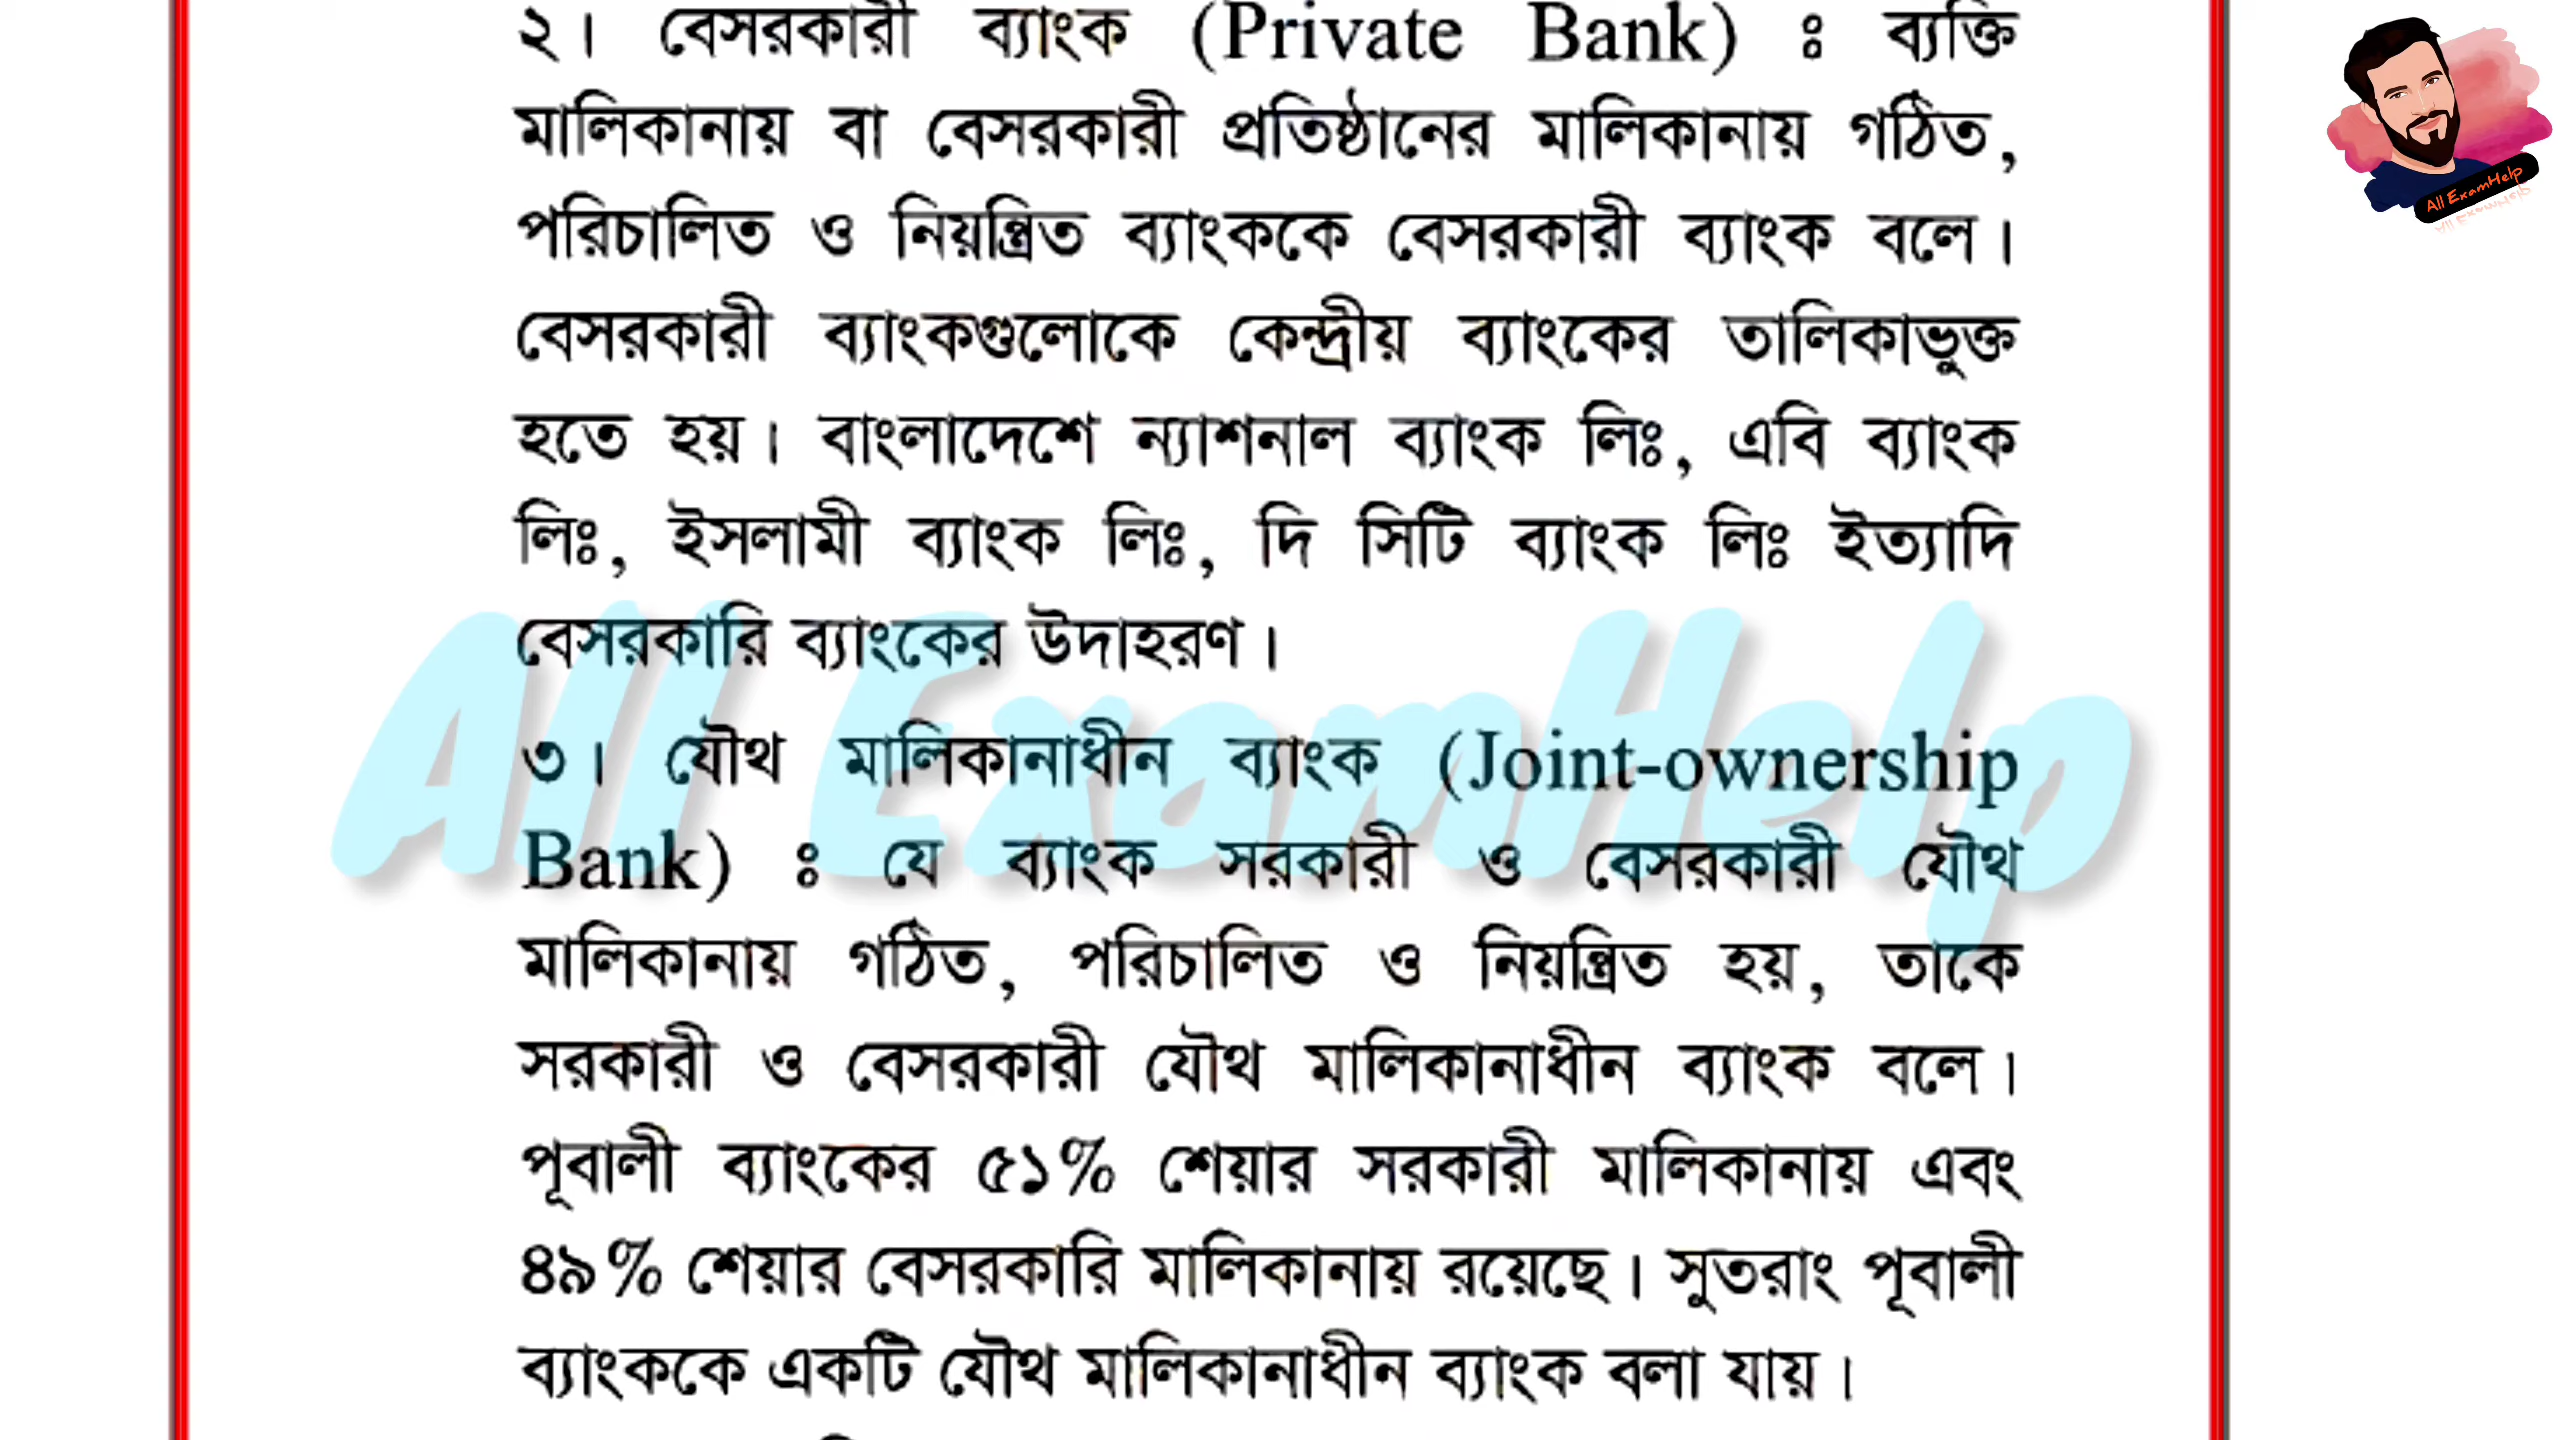 ২। বেসরকারী ব্যাংক (Private Bank) ঃ ব্যক্তি
মালিকানায় বা বেসরকারী প্রতিষ্ঠানের মালিকানায় গঠিত,
পরিচালিত ও নিয়ন্ত্রিত ব্যাংককে বেসরকারী ব্যাংক বলে।
বেসরকারী ব্যাংকগুলোকে কেন্দ্রীয় ব্যাংকের তালিকাভুক্ত
হতে হয়। বাংলাদেশে ন্যাশনাল ব্যাংক লিঃ, এবি ব্যাংক
লিঃ, ইসলামী ব্যাংক লিঃ, দি সিটি ব্যাংক লিঃ ইত্যাদি
বেসরকারি ব্যাংকের উদাহরণ।
৩। যৌথ মালিকানাধীন ব্যাংক (Joint-ownership
Bank) ঃ যে ব্যাংক সরকারী ও বেসরকারী যৌথ
মালিকানায় গঠিত, পরিচালিত ও নিয়ন্ত্রিত হয়, তাকে
সরকারী ও বেসরকারী যৌথ মালিকানাধীন ব্যাংক বলে।
পূবালী ব্যাংকের ৫১% শেয়ার সরকারী মালিকানায় এবং
৪৯% শেয়ার বেসরকারি মালিকানায় রয়েছে। সুতরাং পূবালী
ব্যাংককে একটি যৌথ মালিকানাধীন ব্যাংক বলা যায়।
All ExamHelp
All ExamHelp